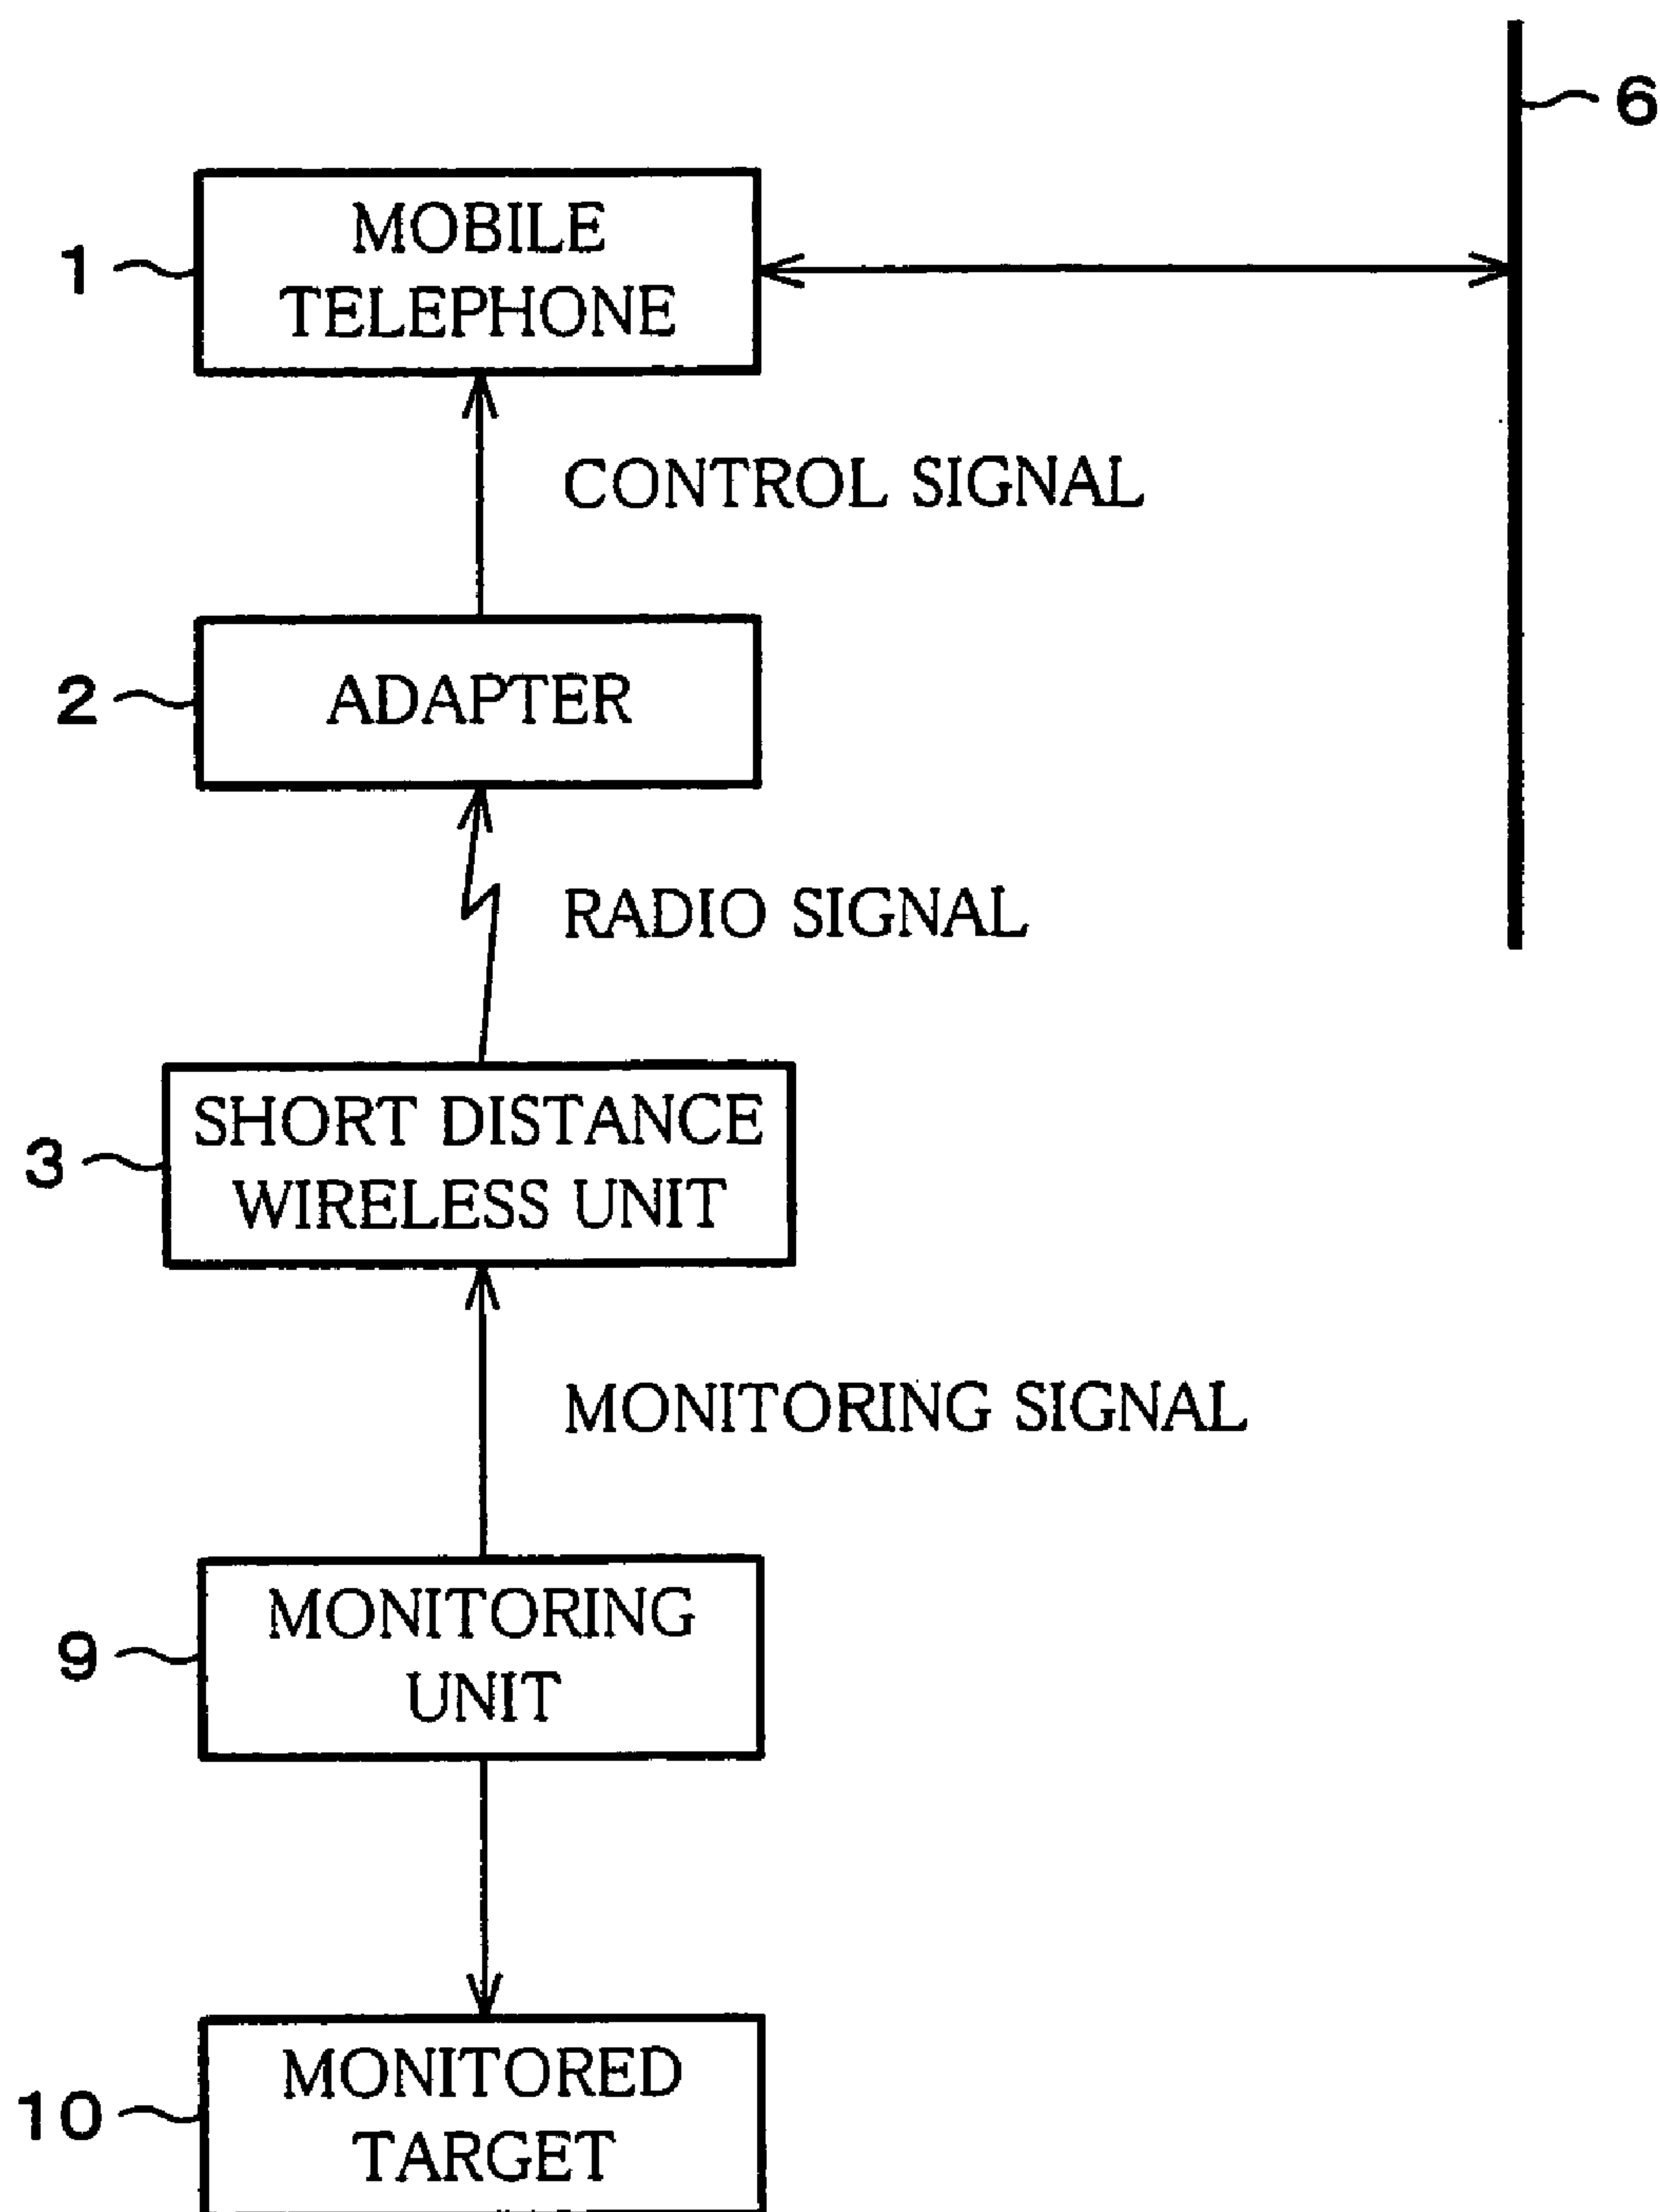 6
1
MOBILE
TELEPHONE
CONTROL SIGNAL
2
ADAPTER
RADIO SIGNAL
3
SHORT DISTANCE
WIRELESS UNIT
MONITORING SIGNAL
9
MONITORING
UNIT
10
MONITORED
TARGET